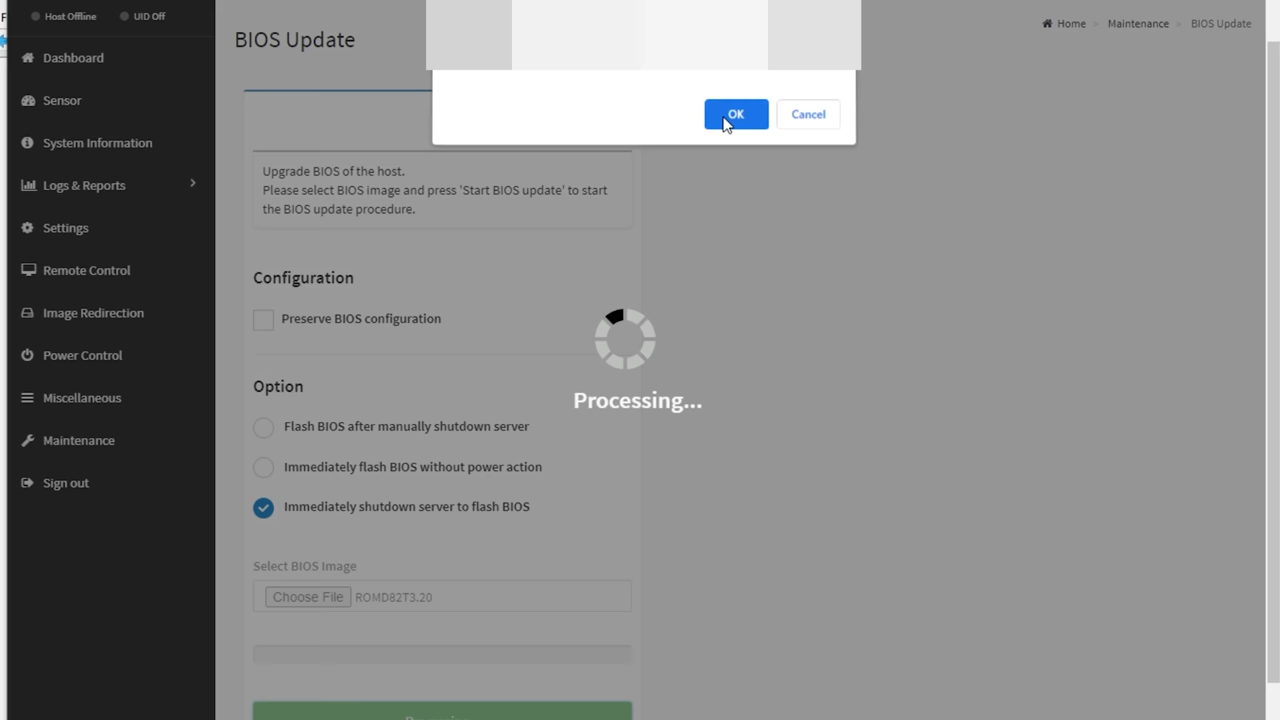 Host Offline
UID Off
Dashboard
Sensor
System Information
Logs & Reports
Settings
Remote Control
Image Redirection
Power Control
Miscellaneous
Maintenance
Sign out
BIOS Update
Home > Maintenance > BIOS Update
OK
Cancel
Upgrade BIOS of the host.
Please select BIOS image and press 'Start BIOS update' to start
the BIOS update procedure.
Configuration
Preserve BIOS configuration
Processing...
Option
Flash BIOS after manually shutdown server
Immediately flash BIOS without power action
Immediately shutdown server to flash BIOS
Select BIOS Image
Choose File ROMD82T3.20